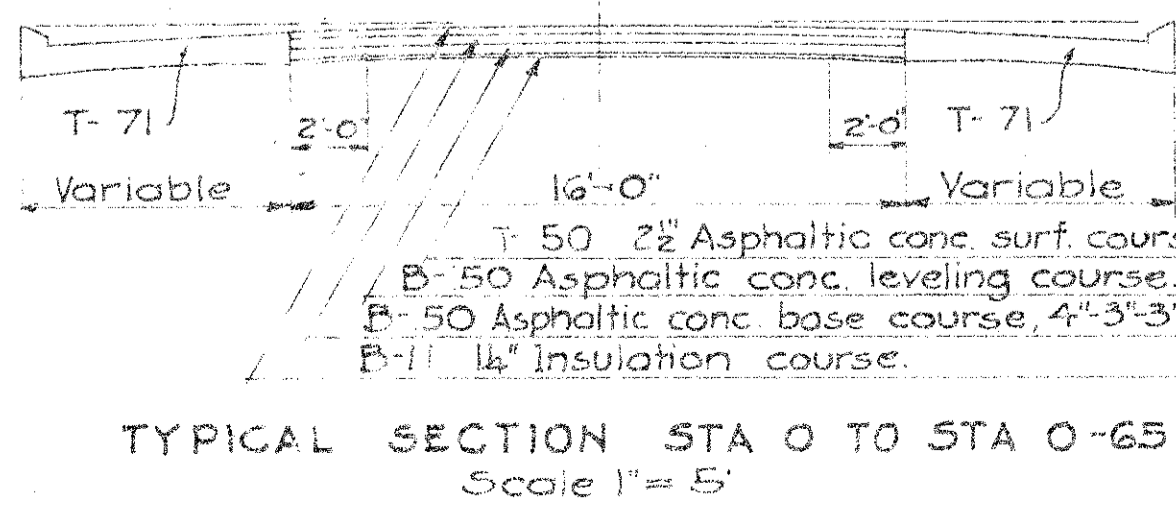 T-71
2'-0"
2'-0"
T-71
Variable
16'-0"
Variable
T-50 2½" Asphaltic conc. surf. cours
B-50 Asphaltic conc. leveling course.
B-50 Asphaltic conc. base course, 4"-3"-3"
B-11 1¼" Insulation course.
TYPICAL SECTION STA 0 TO STA 0-65
Scale 1" = 5'